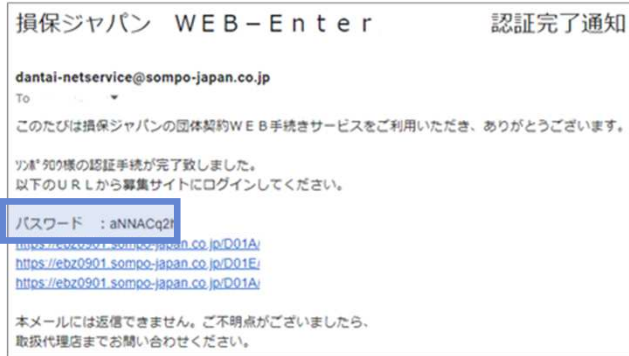 損保ジャパン　ＷＥＢ－Ｅｎｔｅｒ　認証完了通知
dantai-netservice@sompo-japan.co.jp
To
このたびは損保ジャパンの団体契約ＷＥＢ手続きサービスをご利用いただき、ありがとうございます。
ｿﾝﾎﾟ ﾀﾛｳ様の認証手続が完了致しました。
以下のＵＲＬから募集サイトにログインしてください。
パスワード　：aNNACq2
https://ebz0901.sompo-japan.co.jp/D01A/
https://ebz0901.sompo-japan.co.jp/D01E/
https://ebz0901.sompo-japan.co.jp/D01A/
本メールには返信できません。ご不明点がございましたら、
取扱代理店までお問い合わせください。